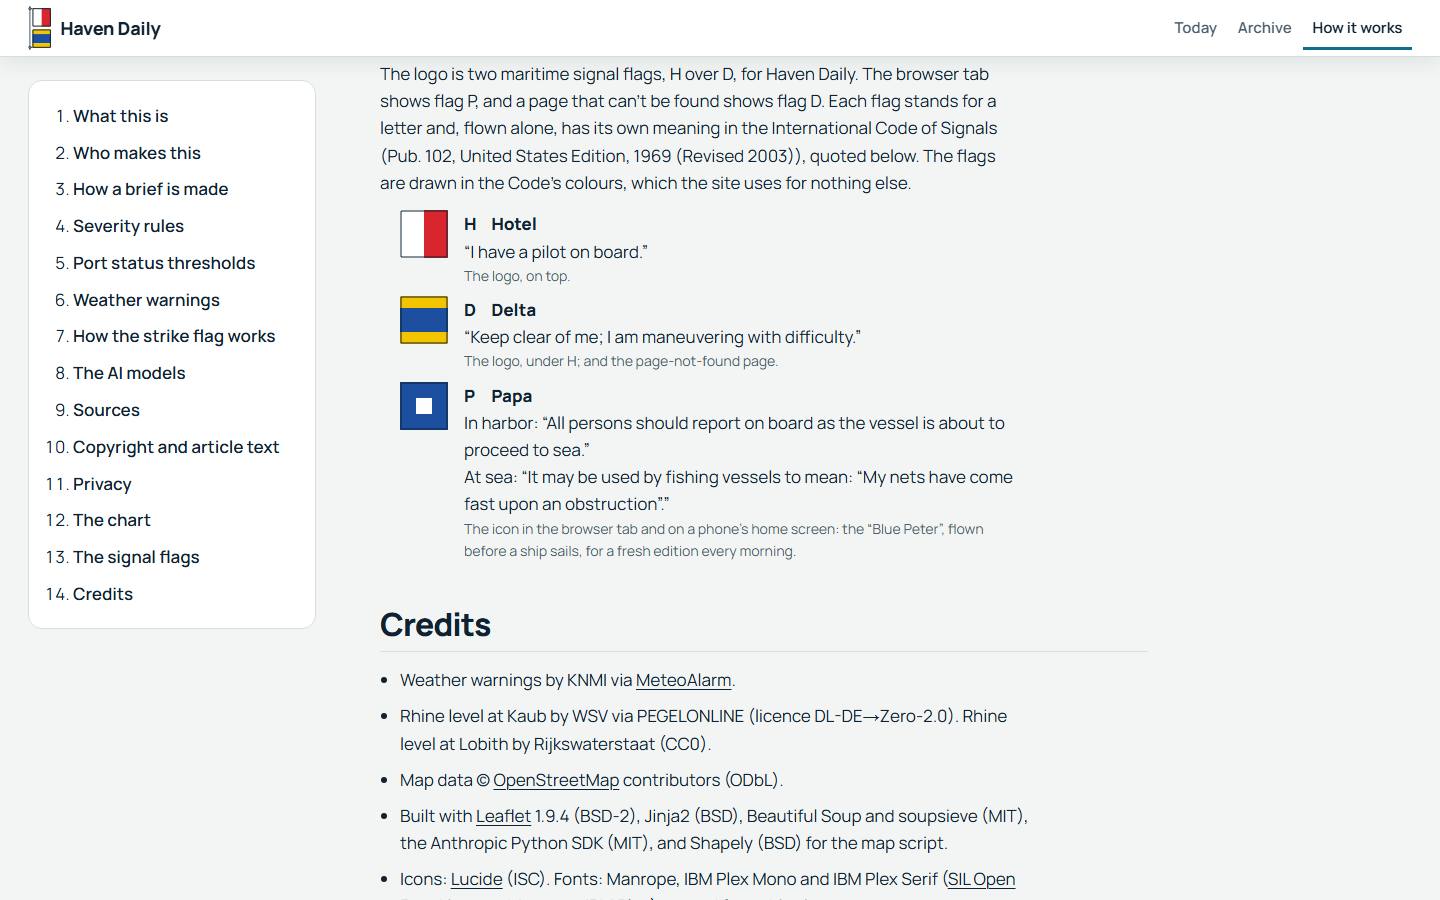 Haven Daily
Today
Archive
How it works
1. What this is
2. Who makes this
3. How a brief is made
4. Severity rules
5. Port status thresholds
6. Weather warnings
7. How the strike flag works
8. The AI models
9. Sources
10. Copyright and article text
11. Privacy
12. The chart
13. The signal flags
14. Credits
The logo is two maritime signal flags, H over D, for Haven Daily. The browser tab
shows flag P, and a page that can’t be found shows flag D. Each flag stands for a
letter and, flown alone, has its own meaning in the International Code of Signals
(Pub. 102, United States Edition, 1969 (Revised 2003)), quoted below. The flags
are drawn in the Code’s colours, which the site uses for nothing else.
H Hotel
“I have a pilot on board.”
The logo, on top.
D Delta
“Keep clear of me; I am maneuvering with difficulty.”
The logo, under H; and the page-not-found page.
P Papa
In harbor: “All persons should report on board as the vessel is about to
proceed to sea.”
At sea: “It may be used by fishing vessels to mean: “My nets have come
fast upon an obstruction”.”
The icon in the browser tab and on a phone’s home screen: the “Blue Peter”, flown
before a ship sails, for a fresh edition every morning.
Credits
• Weather warnings by KNMI via MeteoAlarm.
• Rhine level at Kaub by WSV via PEGELONLINE (licence DL-DE→Zero-2.0). Rhine
level at Lobith by Rijkswaterstaat (CC0).
• Map data © OpenStreetMap contributors (ODbL).
• Built with Leaflet 1.9.4 (BSD-2), Jinja2 (BSD), Beautiful Soup and soupsieve (MIT),
the Anthropic Python SDK (MIT), and Shapely (BSD) for the map script.
• Icons: Lucide (ISC). Fonts: Manrope, IBM Plex Mono and IBM Plex Serif (SIL Open